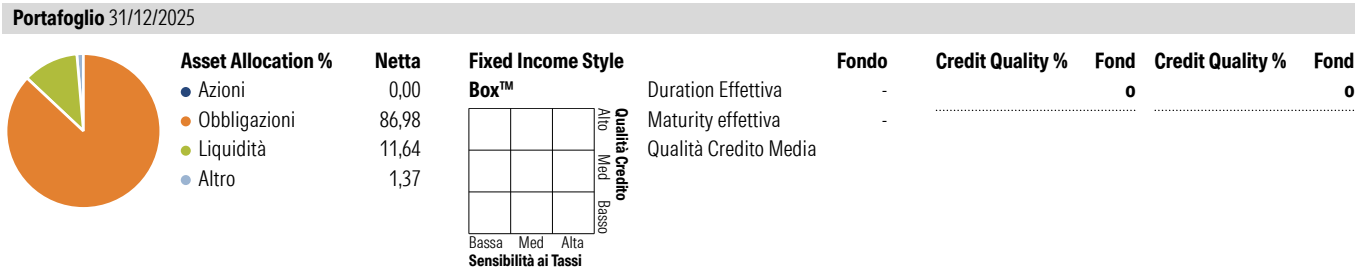 Portafoglio 31/12/2025
Asset Allocation % Netta
Azioni 0,00
Obbligazioni 86,98
Liquidità 11,64
Altro 1,37
Fixed Income Style
Box™
Alto Med Basso
Qualità Credito
Bassa Med Alta
Sensibilità ai Tassi
Fondo
Duration Effettiva -
Maturity effettiva -
Qualità Credito Media
Credit Quality % Fond
o
Credit Quality % Fond
o